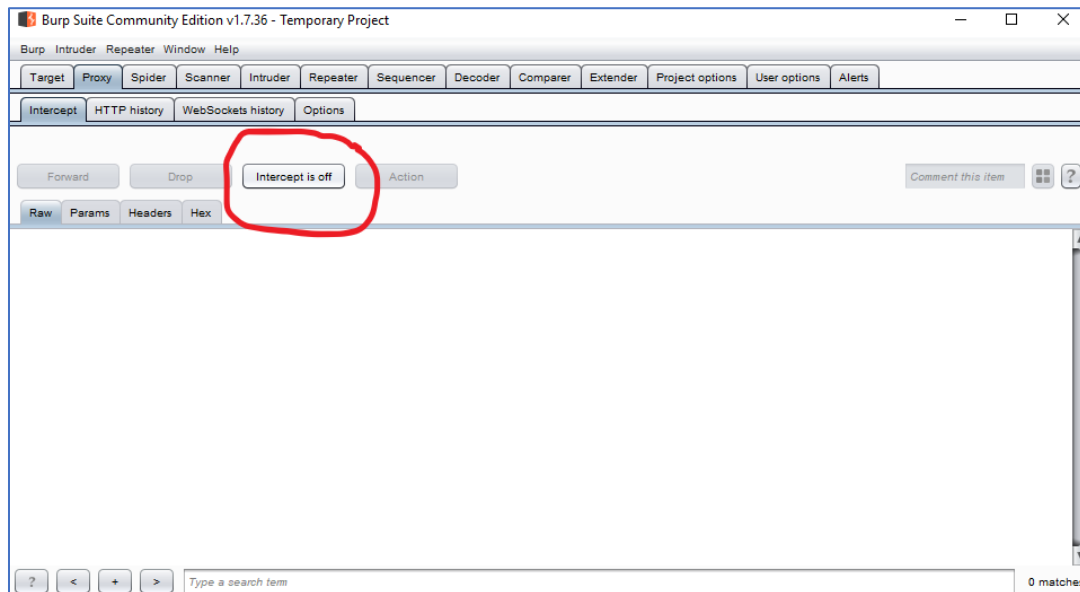 Burp Suite Community Edition v1.7.36 - Temporary Project
Burp Intruder Repeater Window Help
Target Proxy Spider Scanner Intruder Repeater Sequencer Decoder Comparer Extender Project options User options Alerts
Intercept HTTP history WebSockets history Options
Forward Drop Intercept is off Action Comment this item ?
Raw Params Headers Hex
? < + > Type a search term 0 matches